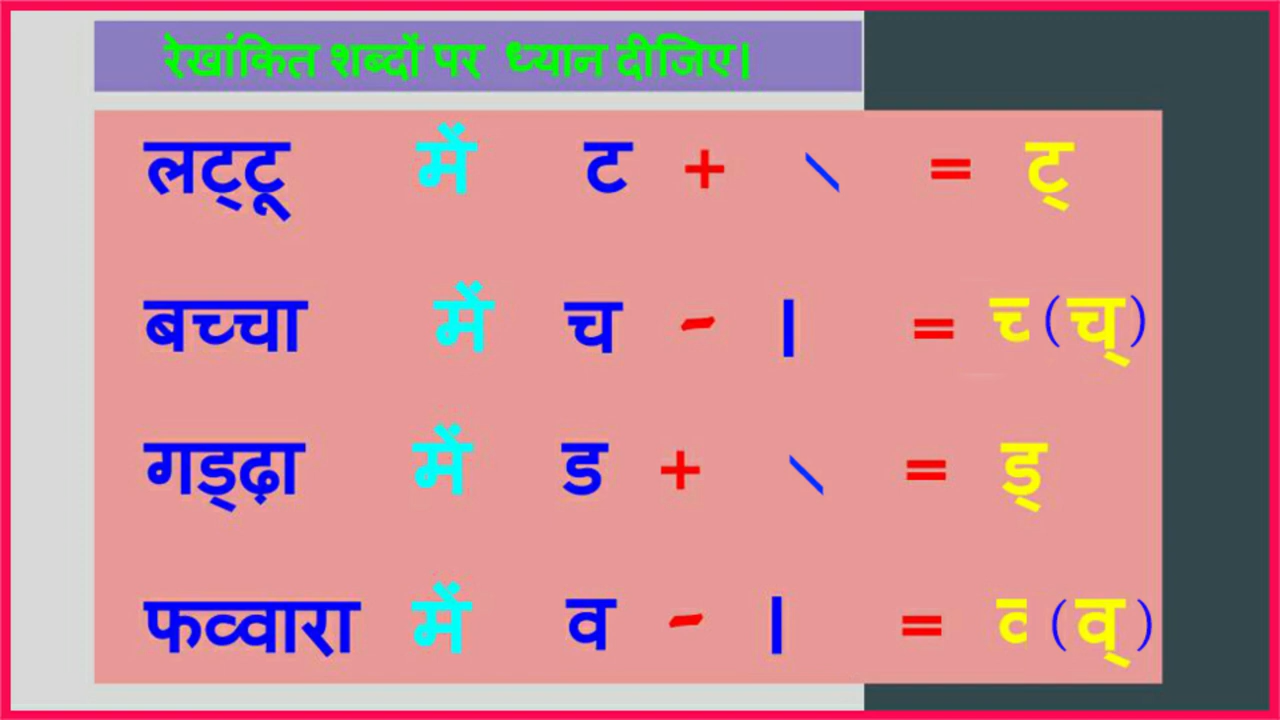 रेखांकित शब्दों पर ध्यान दीजिए।
लट्टू में ट + \ = ट्
बच्चा में च - | = च्‍ (च्)
गड्ढ़ा में ड + \ = ड्
फव्वारा में व - | = व्‍ (व्)